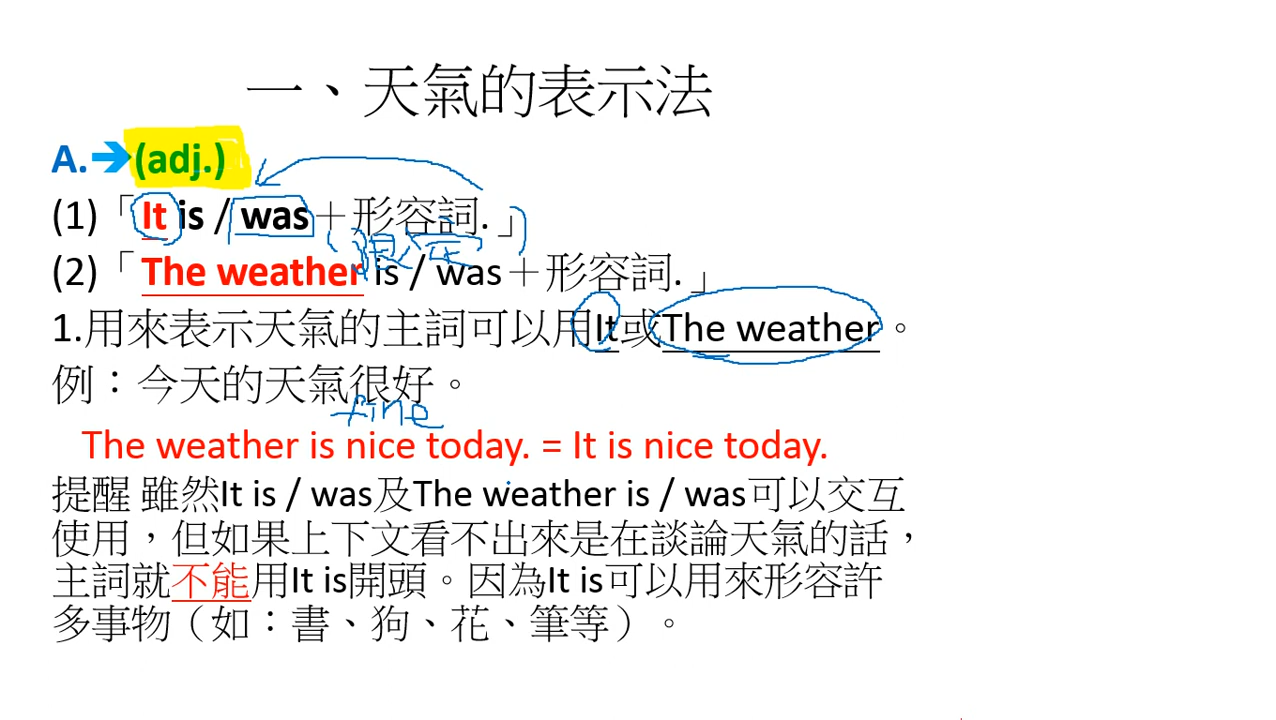 一、天氣的表示法
A.➔(adj.)
(1)「It is / was＋形容詞.」
(限定)
(2)「The weather is / was＋形容詞.」
1.用來表示天氣的主詞可以用It或The weather。
例：今天的天氣很好。
fine
The weather is nice today. = It is nice today.
提醒 雖然It is / was及The weather is / was可以交互
使用，但如果上下文看不出來是在談論天氣的話，
主詞就不能用It is開頭。因為It is可以用來形容許
多事物（如：書、狗、花、筆等）。